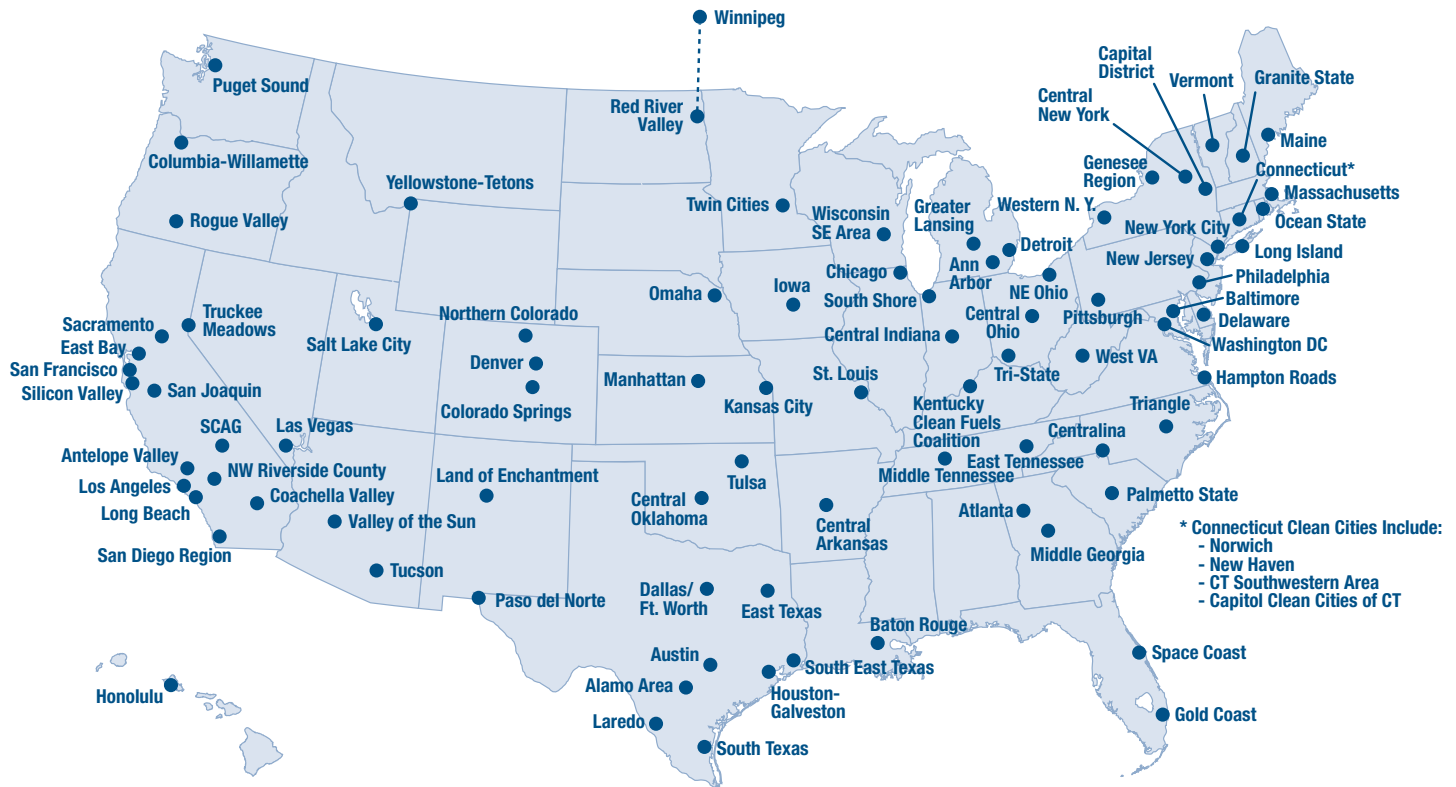 Winnipeg
Capital
District
Vermont
Granite State
Puget Sound
Red River
Valley
Central
New York
Maine
Columbia-Willamette
Genesee
Region
Connecticut*
Yellowstone-Tetons
Massachusetts
Rogue Valley
Twin Cities
Wisconsin
SE Area
Greater
Lansing
Western N. Y.
Ocean State
New York City
Detroit
Long Island
New Jersey
Chicago
Ann
Arbor
Philadelphia
Omaha
Iowa
South Shore
NE Ohio
Baltimore
Truckee
Meadows
Northern Colorado
Central
Ohio
Pittsburgh
Delaware
Sacramento
Salt Lake City
Central Indiana
Washington DC
East Bay
Denver
West VA
San Francisco
Manhattan
St. Louis
Tri-State
Hampton Roads
Silicon Valley
San Joaquin
Colorado Springs
Kansas City
Kentucky
Clean Fuels
Coalition
Triangle
SCAG
Las Vegas
Centralina
Antelope Valley
NW Riverside County
Land of Enchantment
Tulsa
Middle Tennessee
East Tennessee
Los Angeles
Coachella Valley
Central
Oklahoma
Palmetto State
Long Beach
Valley of the Sun
Central
Arkansas
Atlanta
San Diego Region
Middle Georgia
* Connecticut Clean Cities Include:
- Norwich
- New Haven
- CT Southwestern Area
- Capitol Clean Cities of CT
Tucson
Dallas/
Ft. Worth
East Texas
Paso del Norte
Baton Rouge
Austin
South East Texas
Space Coast
Honolulu
Alamo Area
Houston-
Galveston
Laredo
Gold Coast
South Texas